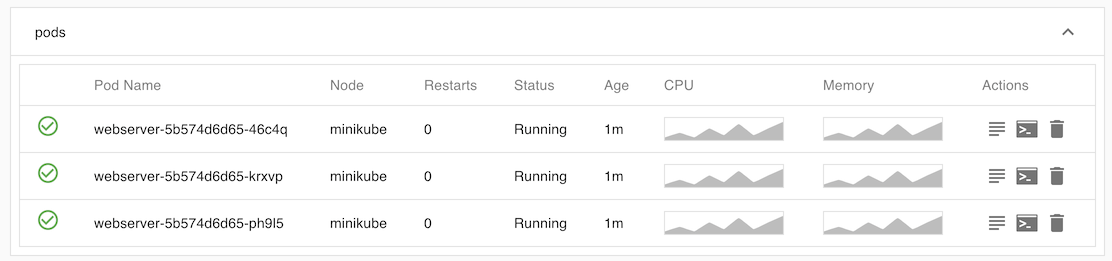 pods
Pod Name Node Restarts Status Age CPU Memory Actions
webserver-5b574d6d65-46c4q minikube 0 Running 1m
webserver-5b574d6d65-krxvp minikube 0 Running 1m
webserver-5b574d6d65-ph9l5 minikube 0 Running 1m